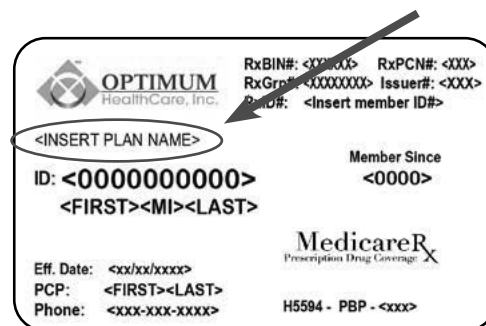 RxBIN#: <XXXXXX> RxPCN#: <XXX>
OPTIMUM RxGrp#: <XXXXXXXX> Issuer#: <XXX>
HealthCare, Inc. RxID#: <Insert member ID#>
<INSERT PLAN NAME>
Member Since
ID: <0000000000> <0000>
<FIRST><MI><LAST>
MedicareRx
Prescription Drug Coverage
Eff. Date: <xx/xx/xxxx>
PCP: <FIRST><LAST>
Phone: <xxx-xxx-xxxx> H5594 - PBP - <xxx>